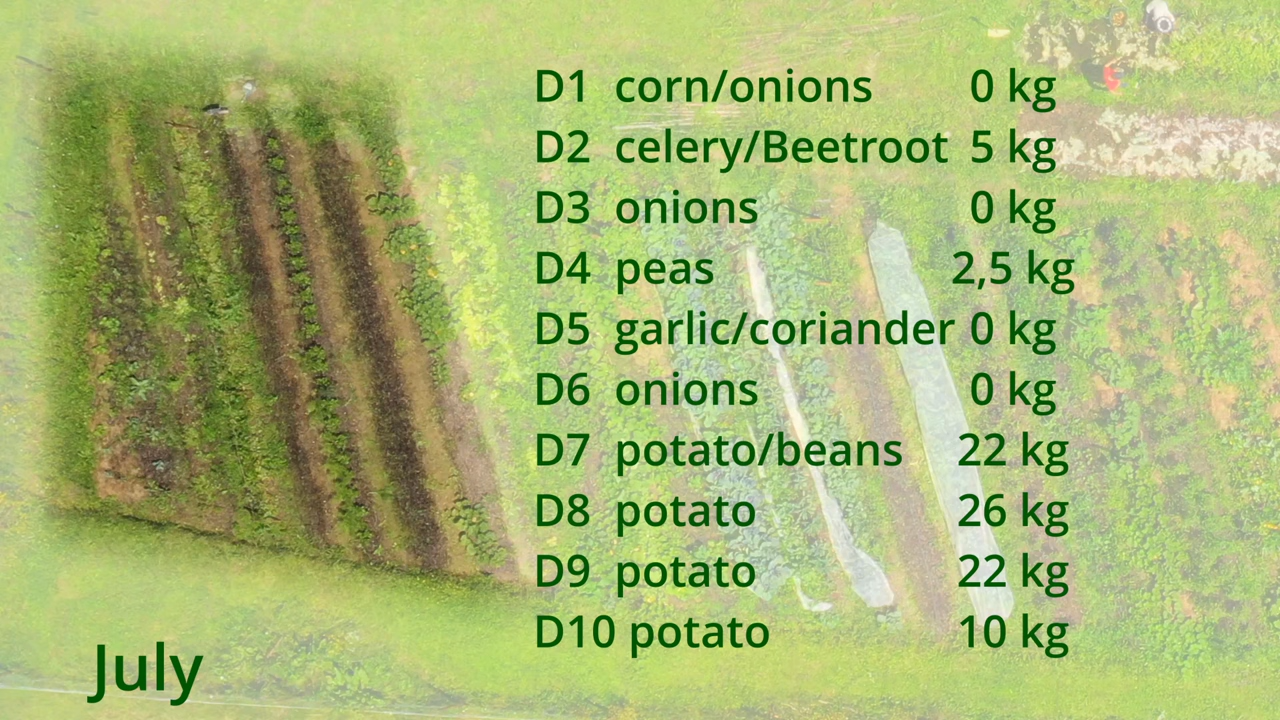 D1 corn/onions 0 kg
D2 celery/Beetroot 5 kg
D3 onions 0 kg
D4 peas 2,5 kg
D5 garlic/coriander 0 kg
D6 onions 0 kg
D7 potato/beans 22 kg
D8 potato 26 kg
D9 potato 22 kg
D10 potato 10 kg
July